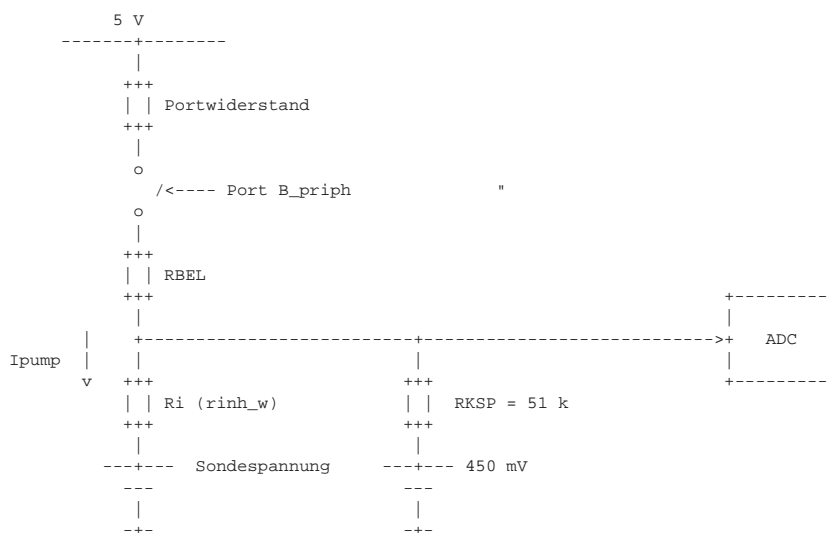 5 V
Portwiderstand
/<---- Port B_priph "
RBEL
ADC
Ipump
v
Ri (rinh_w) RKSP = 51 k
Sondespannung 450 mV